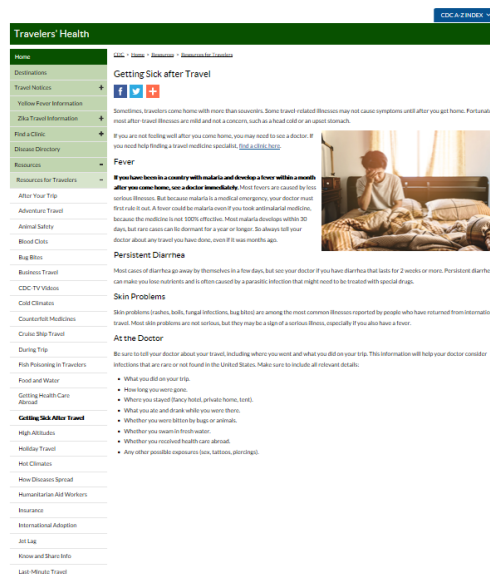 CDC A-Z INDEX
Travelers' Health
Home
Destinations
Travel Notices
Yellow Fever Information
Zika Travel Information
Find a Clinic
Disease Directory
Resources
Resources for Travelers
After Your Trip
Adventure Travel
Animal Safety
Blood Clots
Bug Bites
Business Travel
CDC-TV Videos
Cold Climates
Counterfeit Medicines
Cruise Ship Travel
During Trip
Fish Poisoning in Travelers
Food and Water
Getting Health Care
Abroad
Getting Sick After Travel
High Altitudes
Holiday Travel
Hot Climates
How Diseases Spread
Humanitarian Aid Workers
Insurance
International Adoption
Jet Lag
Know and Share Info
Last-Minute Travel
CDC > Home > Resources > Resources for Travelers
Getting Sick after Travel
Sometimes, travelers come home with more than souvenirs. Some travel-related illnesses may not cause symptoms until after you get home. Fortunat
most after-travel illnesses are mild and not a concern, such as a head cold or an upset stomach.
If you are not feeling well after you come home, you may need to see a doctor. If
you need help finding a travel medicine specialist, find a clinic here.
Fever
If you have been in a country with malaria and develop a fever within a month
after you come home, see a doctor immediately. Most fevers are caused by less
serious illnesses. But because malaria is a medical emergency, your doctor must
first rule it out. A fever could be malaria even if you took antimalarial medicine,
because the medicine is not 100% effective. Most malaria develops within 30
days, but rare cases can lie dormant for a year or longer. So always tell your
doctor about any travel you have done, even if it was months ago.
Persistent Diarrhea
Most cases of diarrhea go away by themselves in a few days, but see your doctor if you have diarrhea that lasts for 2 weeks or more. Persistent diarrhe
can make you lose nutrients and is often caused by a parasitic infection that might need to be treated with special drugs.
Skin Problems
Skin problems (rashes, boils, fungal infections, bug bites) are among the most common illnesses reported by people who have returned from internatio
travel. Most skin problems are not serious, but they may be a sign of a serious illness, especially if you also have a fever.
At the Doctor
Be sure to tell your doctor about your travel, including where you went and what you did on your trip. This information will help your doctor consider
infections that are rare or not found in the United States. Make sure to include all relevant details:
• What you did on your trip.
• How long you were gone.
• Where you stayed (fancy hotel, private home, tent).
• What you ate and drank while you were there.
• Whether you were bitten by bugs or animals.
• Whether you swam in fresh water.
• Whether you received health care abroad.
• Any other possible exposures (sex, tattoos, piercings).